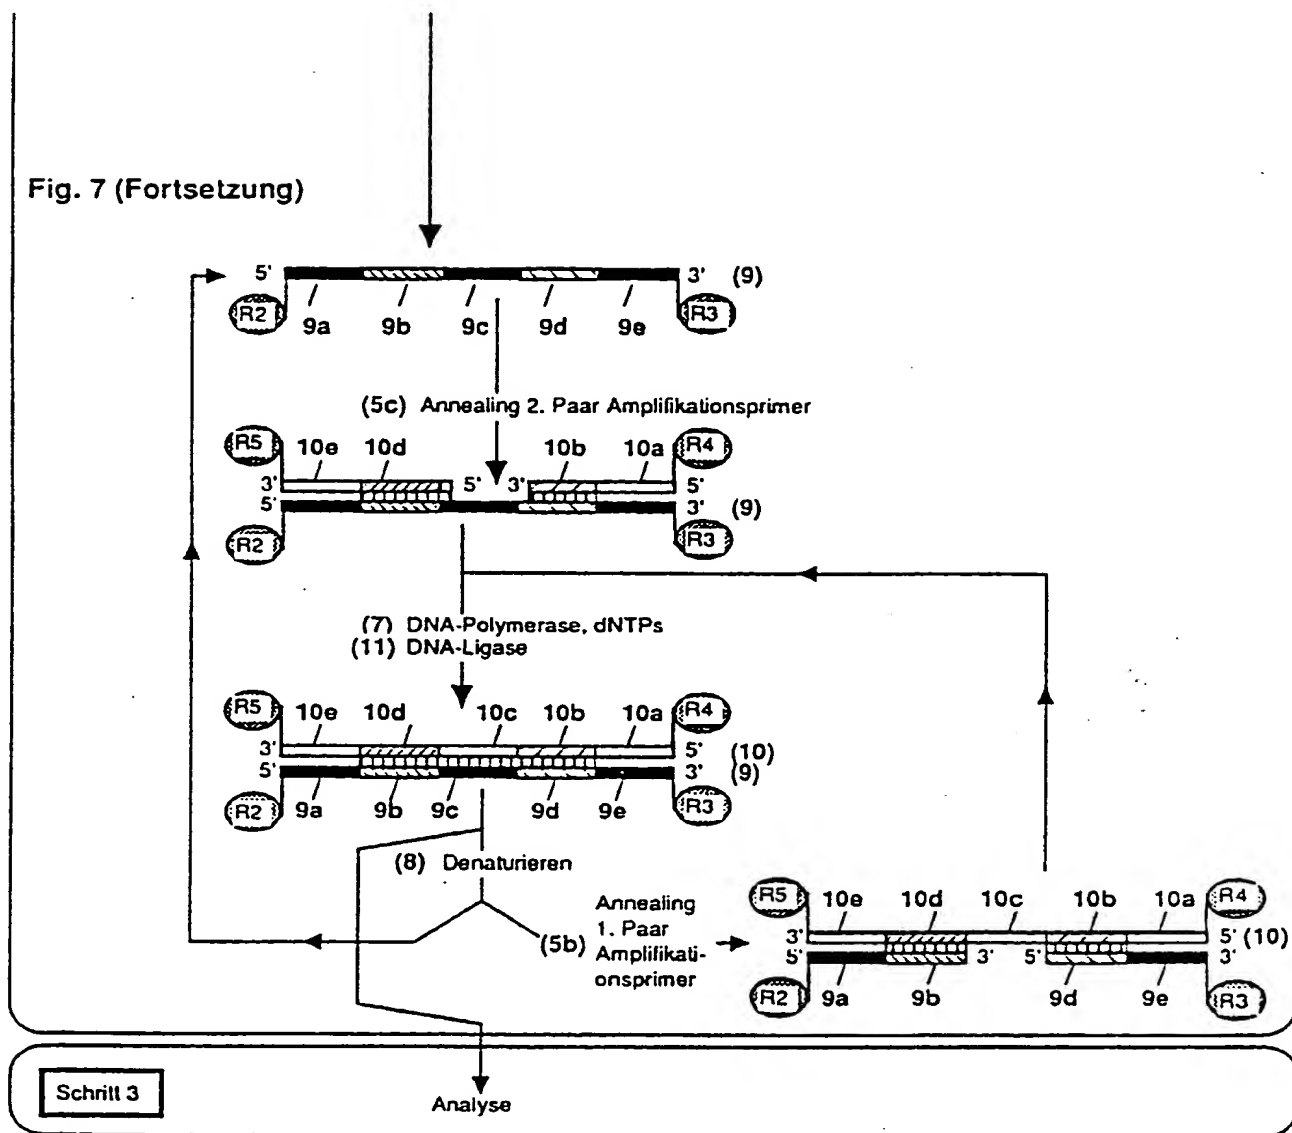 Fig. 7 (Fortsetzung)
5' 3' (9)
R2 9a 9b 9c 9d 9e R3
(5c) Annealing 2. Paar Amplifikationsprimer
R5 10e 10d 10b 10a R4
3' 5' 3' 5'
5' 3' (9)
R2 R3
(7) DNA-Polymerase, dNTPs
(11) DNA-Ligase
R5 10e 10d 10c 10b 10a R4
3' 5' (10)
5' 3' (9)
R2 9a 9b 9c 9d 9e R3
(8) Denaturieren
(5b) Annealing
1. Paar
Amplifikati-
onsprimer
R5 10e 10d 10c 10b 10a R4
3' 5' (10)
5' 3' 5' 3'
R2 9a 9b 9d 9e R3
Schritt 3
Analyse